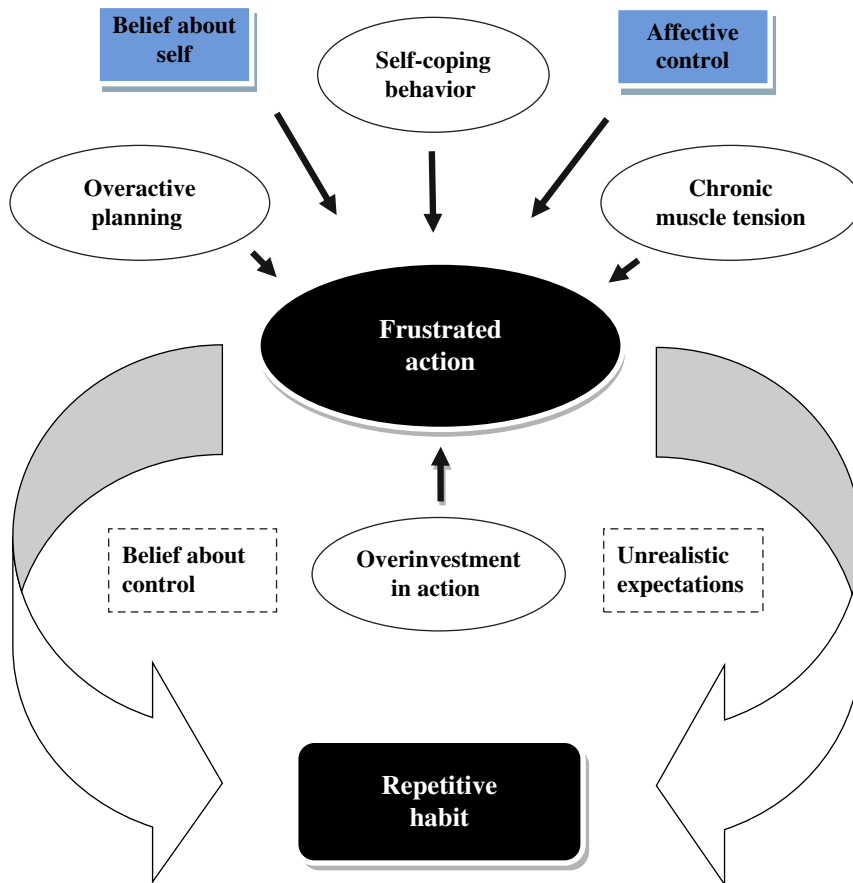 Belief about
self
Self-coping
behavior
Affective
control
Overactive
planning
Chronic
muscle tension
Frustrated
action
Belief about
control
Overinvestment
in action
Unrealistic
expectations
Repetitive
habit